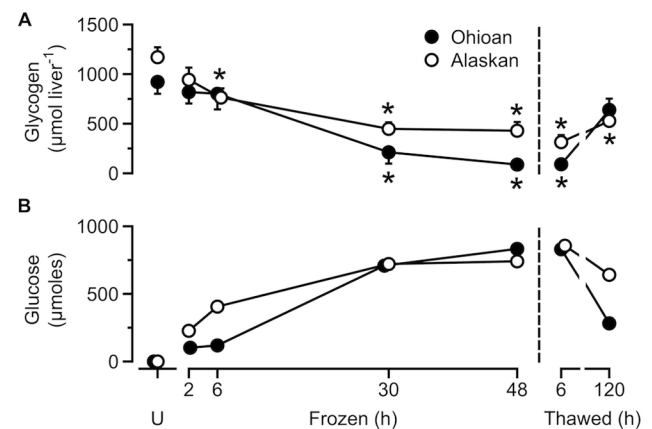 A
1500
Ohioan
Alaskan
1000
500
0
Glycogen
(µmol liver⁻¹)
* * * * * * * *
B
1000
500
0
Glucose
(µmoles)
2 6 30 48 6 120
U Frozen (h) Thawed (h)